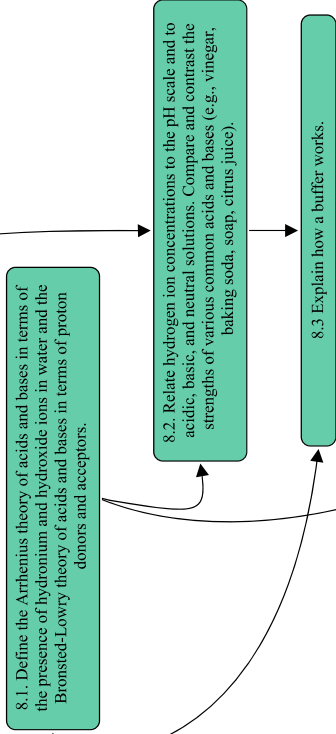 8.1. Define the Arrhenius theory of acids and bases in terms of
the presence of hydronium and hydroxide ions in water and the
Bronsted-Lowry theory of acids and bases in terms of proton
donors and acceptors.
8.2. Relate hydrogen ion concentrations to the pH scale and to
acidic, basic, and neutral solutions. Compare and contrast the
strengths of various common acids and bases (e.g., vinegar,
baking soda, soap, citrus juice).
8.3 Explain how a buffer works.